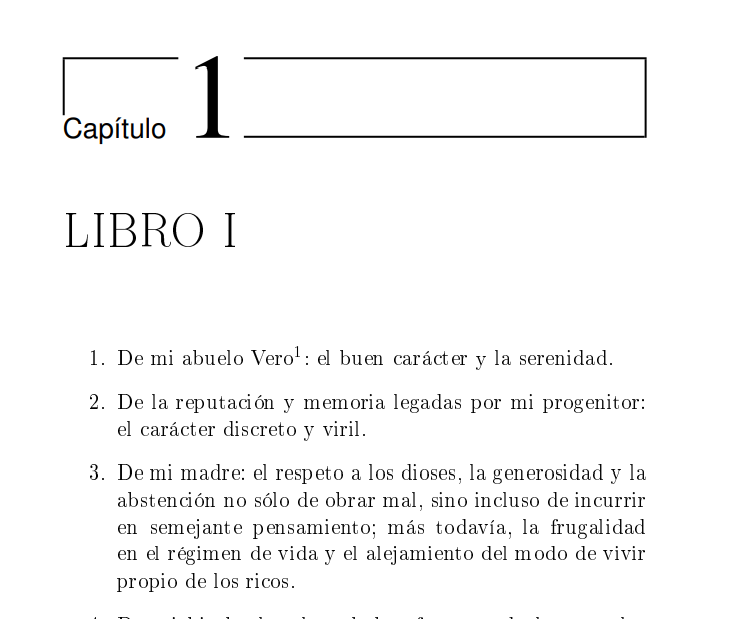 Capítulo 1
LIBRO I
1. De mi abuelo Vero1: el buen carácter y la serenidad.
2. De la reputación y memoria legadas por mi progenitor:
el carácter discreto y viril.
3. De mi madre: el respeto a los dioses, la generosidad y la
abstención no sólo de obrar mal, sino incluso de incurrir
en semejante pensamiento; más todavía, la frugalidad
en el régimen de vida y el alejamiento del modo de vivir
propio de los ricos.